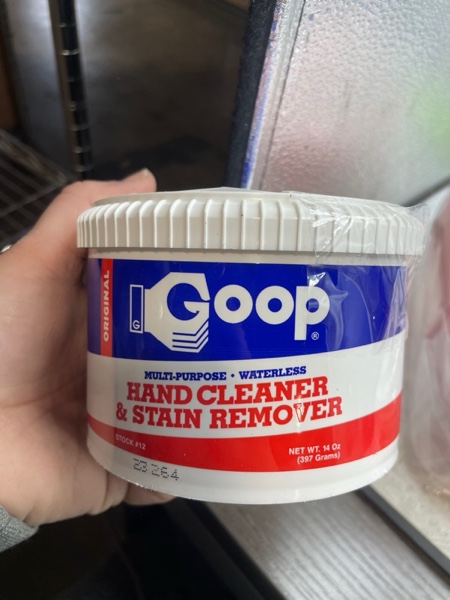 ORIGINAL
G
Goop®
MULTI-PURPOSE • WATERLESS
HAND CLEANER
& STAIN REMOVER
STOCK #12
NET WT. 14 Oz
(397 Grams)
23 264